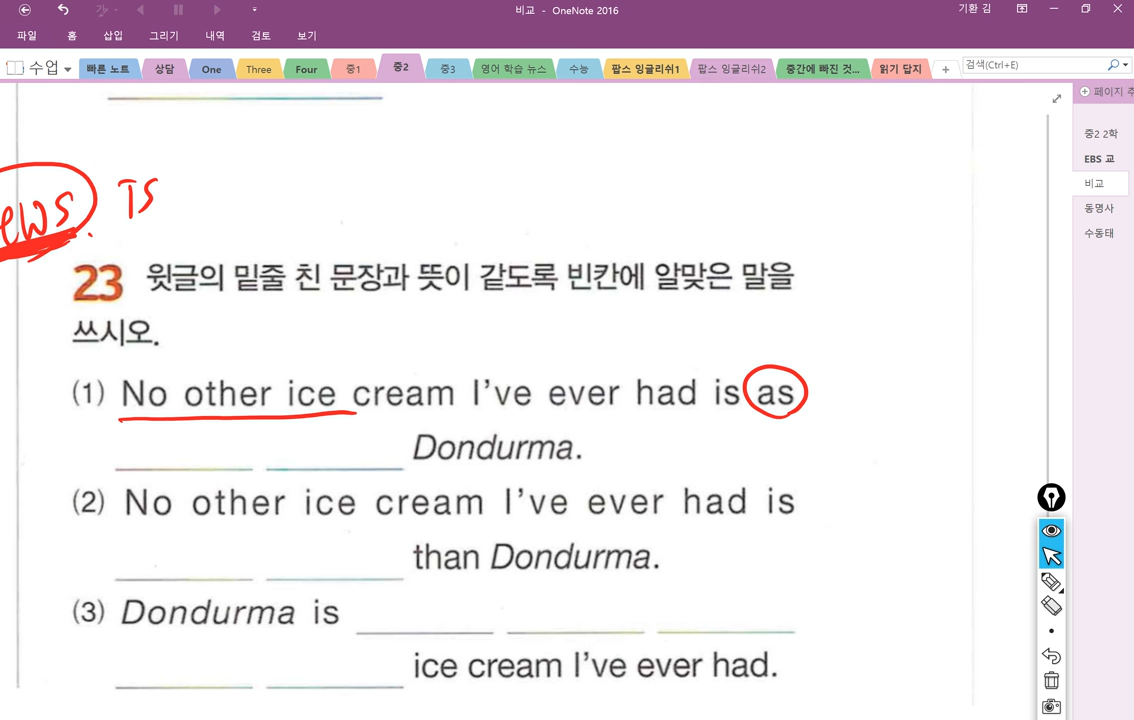 비교 - OneNote 2016
기환 김
파일 홈 삽입 그리기 내역 검토 보기
수업 빠른 노트 상담 One Three Four 중1 중2 중3 영어 학습 뉴스 수능 팝스 잉글리쉬1 팝스 잉글리쉬2 중간에 빠진 것... 읽기 답지 + 검색(Ctrl+E)
페이지 추
중2 2학
EBS 교
비교
동명사
수동태
ews. Is
23 윗글의 밑줄 친 문장과 뜻이 같도록 빈칸에 알맞은 말을
쓰시오.
(1) No other ice cream I've ever had is as
Dondurma.
(2) No other ice cream I've ever had is
than Dondurma.
(3) Dondurma is
ice cream I've ever had.